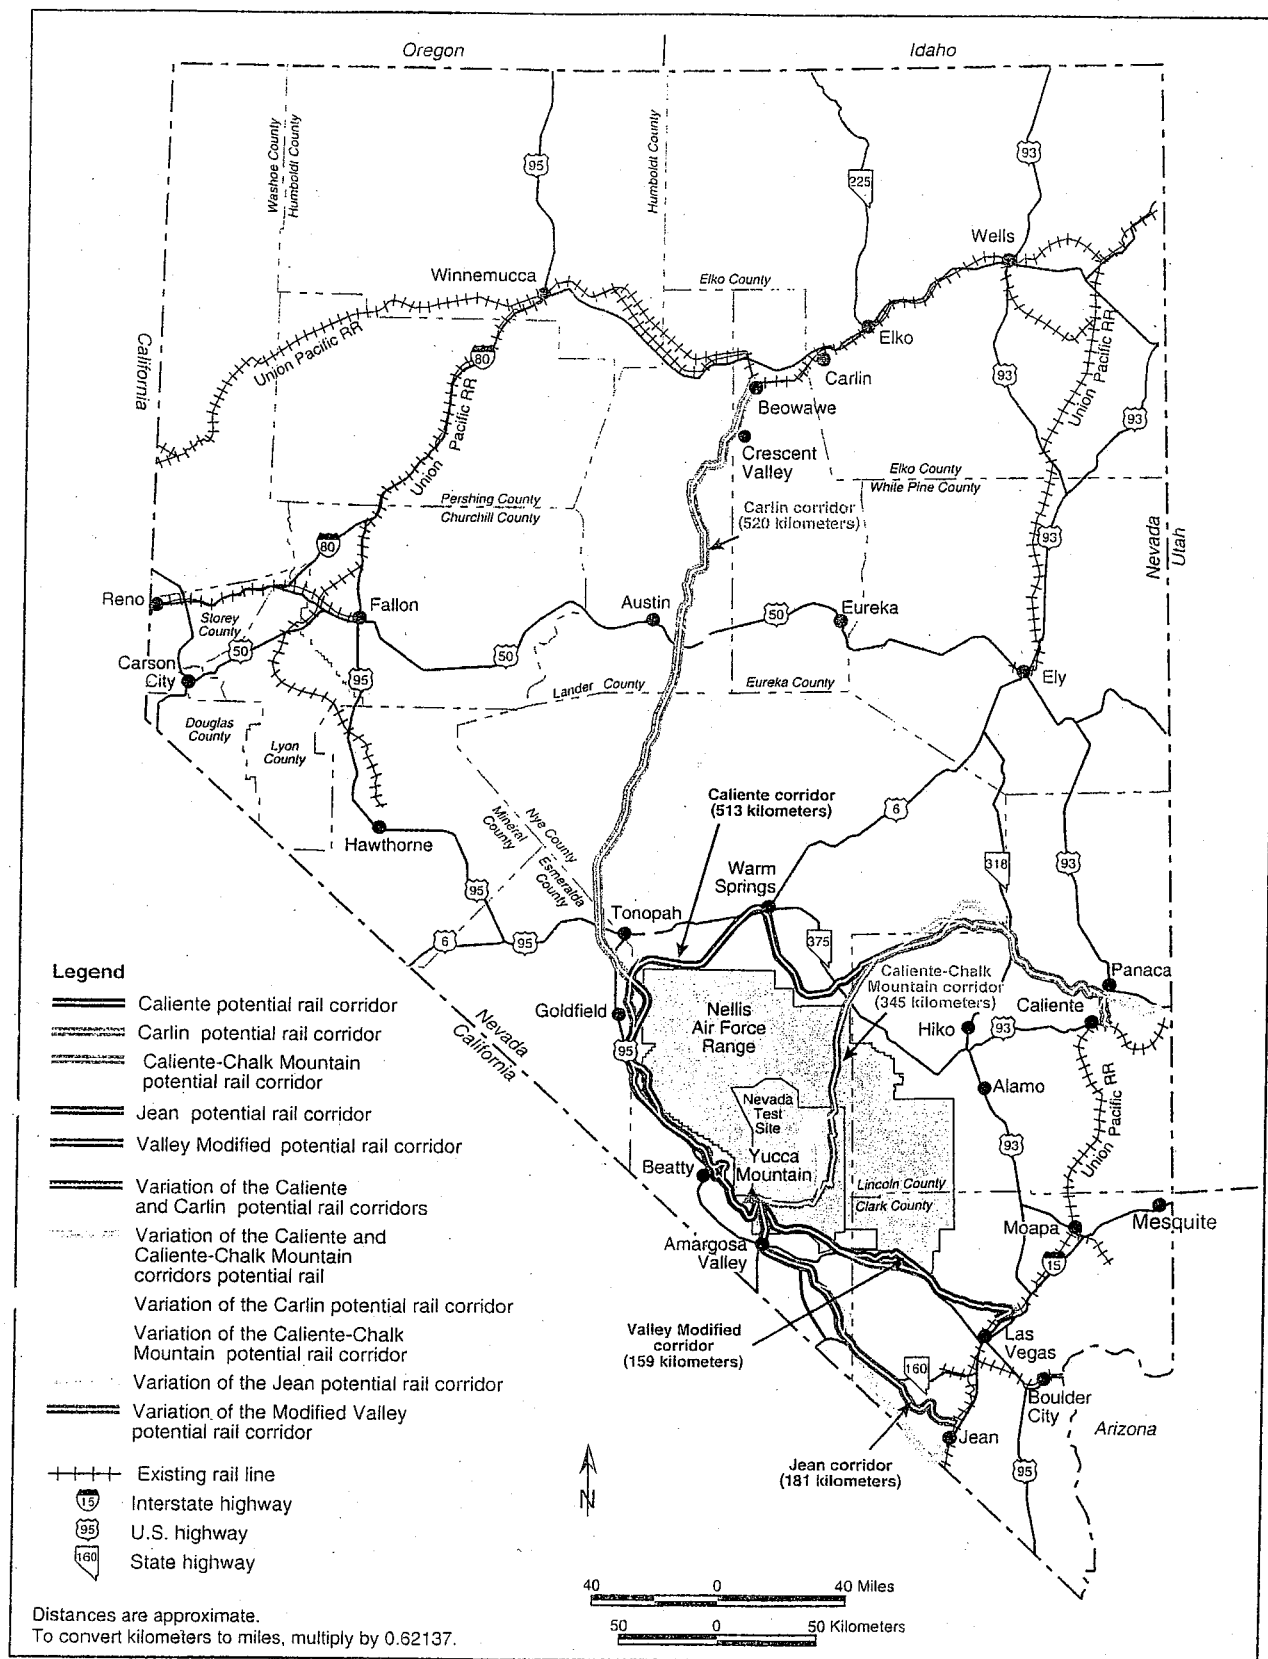 Oregon
Idaho
Washoe County
Humboldt County
Humboldt County
95
225
93
Wells
Winnemucca
Elko County
Elko
California
Union Pacific RR
80
Carlin
Beowawe
93
Union Pacific RR
93
Union Pacific RR
Crescent
Valley
Elko County
White Pine County
Pershing County
Churchill County
Carlin corridor
(520 kilometers)
80
93
Nevada
Utah
Reno
Fallon
Austin
50
Eureka
Storey
County
50
50
Carson
City
95
Ely
Lander County
Eureka County
Douglas
County
Lyon
County
Caliente corridor
(513 kilometers)
6
Nye County
Mineral
County
Esmeralda
County
Hawthorne
318
93
Warm
Springs
95
Tonopah
6
95
375
Legend
Caliente-Chalk
Mountain corridor
(345 kilometers)
Panaca
Caliente potential rail corridor
Goldfield
Nellis
Air Force
Range
Caliente
Hiko
93
Carlin potential rail corridor
Nevada
California
95
Caliente-Chalk Mountain
potential rail corridor
Alamo
Nevada
Test
Site
Union Pacific RR
Jean potential rail corridor
Valley Modified potential rail corridor
93
Beatty
Yucca
Mountain
Variation of the Caliente
and Carlin potential rail corridors
Lincoln County
Clark County
Moapa
Mesquite
Variation of the Caliente and
Caliente-Chalk Mountain
corridors potential rail
Amargosa
Valley
15
Variation of the Carlin potential rail corridor
Variation of the Caliente-Chalk
Mountain potential rail corridor
Valley Modified
corridor
(159 kilometers)
Las
Vegas
Variation of the Jean potential rail corridor
160
Variation of the Modified Valley
potential rail corridor
Boulder
City
Arizona
Jean
Existing rail line
Jean corridor
(181 kilometers)
95
15
Interstate highway
N
95
U.S. highway
160
State highway
40 0 40 Miles
Distances are approximate.
To convert kilometers to miles, multiply by 0.62137.
50 0 50 Kilometers